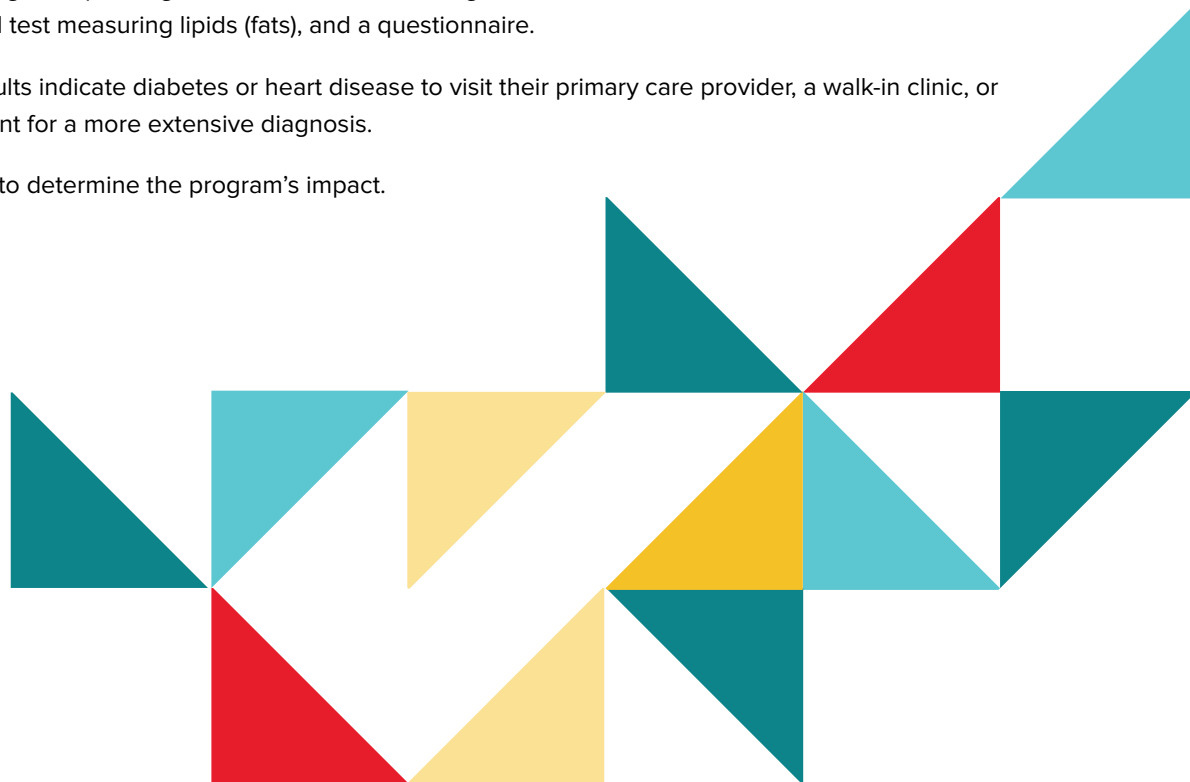 test measuring lipids (fats), and a questionnaire.
ults indicate diabetes or heart disease to visit their primary care provider, a walk-in clinic, or
nt for a more extensive diagnosis.
to determine the program’s impact.